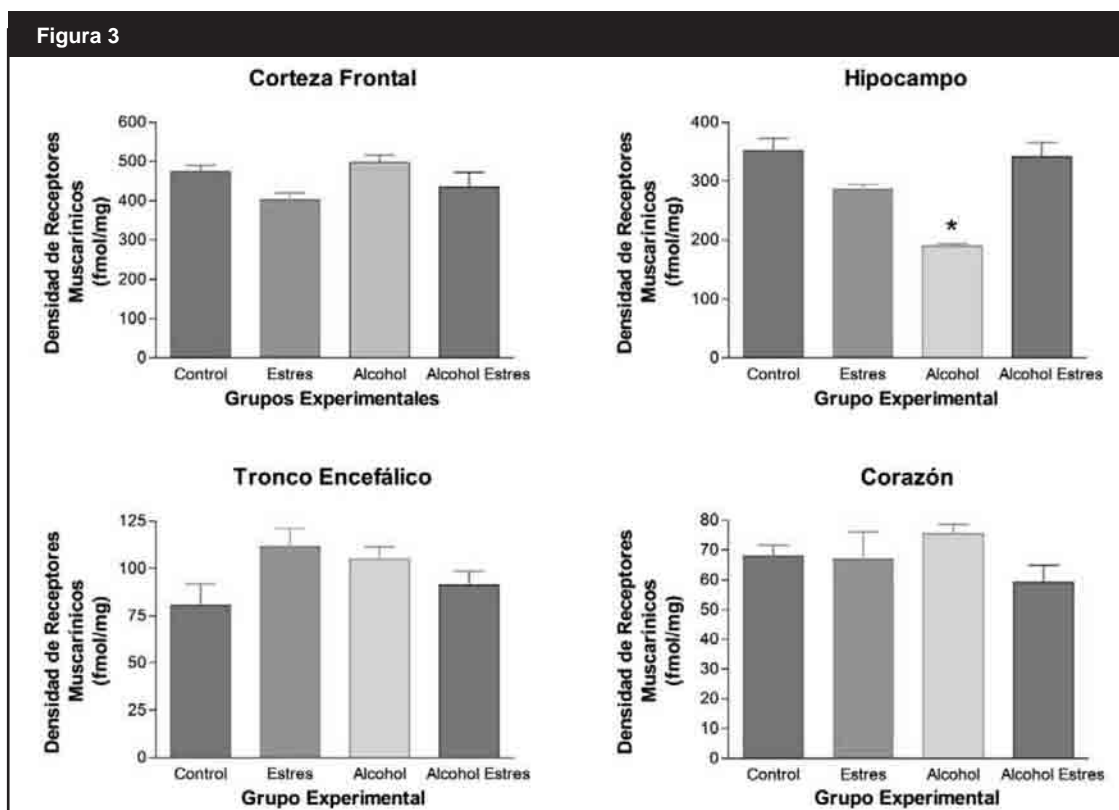 Figura 3
Corteza Frontal
Densidad de Receptores
Muscarínicos
(fmol/mg)
600
500
400
300
200
100
0
Control Estres Alcohol Alcohol Estres
Grupos Experimentales
Hipocampo
Densidad de Receptores
Muscarínicos
(fmol/mg)
400
300
200
100
0
*
Control Estres Alcohol Alcohol Estres
Grupo Experimental
Tronco Encefálico
Densidad de Receptores
Muscarínicos
(fmol/mg)
125
100
75
50
25
0
Control Estres Alcohol Alcohol Estres
Grupo Experimental
Corazón
Densidad de Receptores
Muscarínicos
(fmol/mg)
80
70
60
50
40
30
20
10
0
Control Estres Alcohol Alcohol Estres
Grupo Experimental